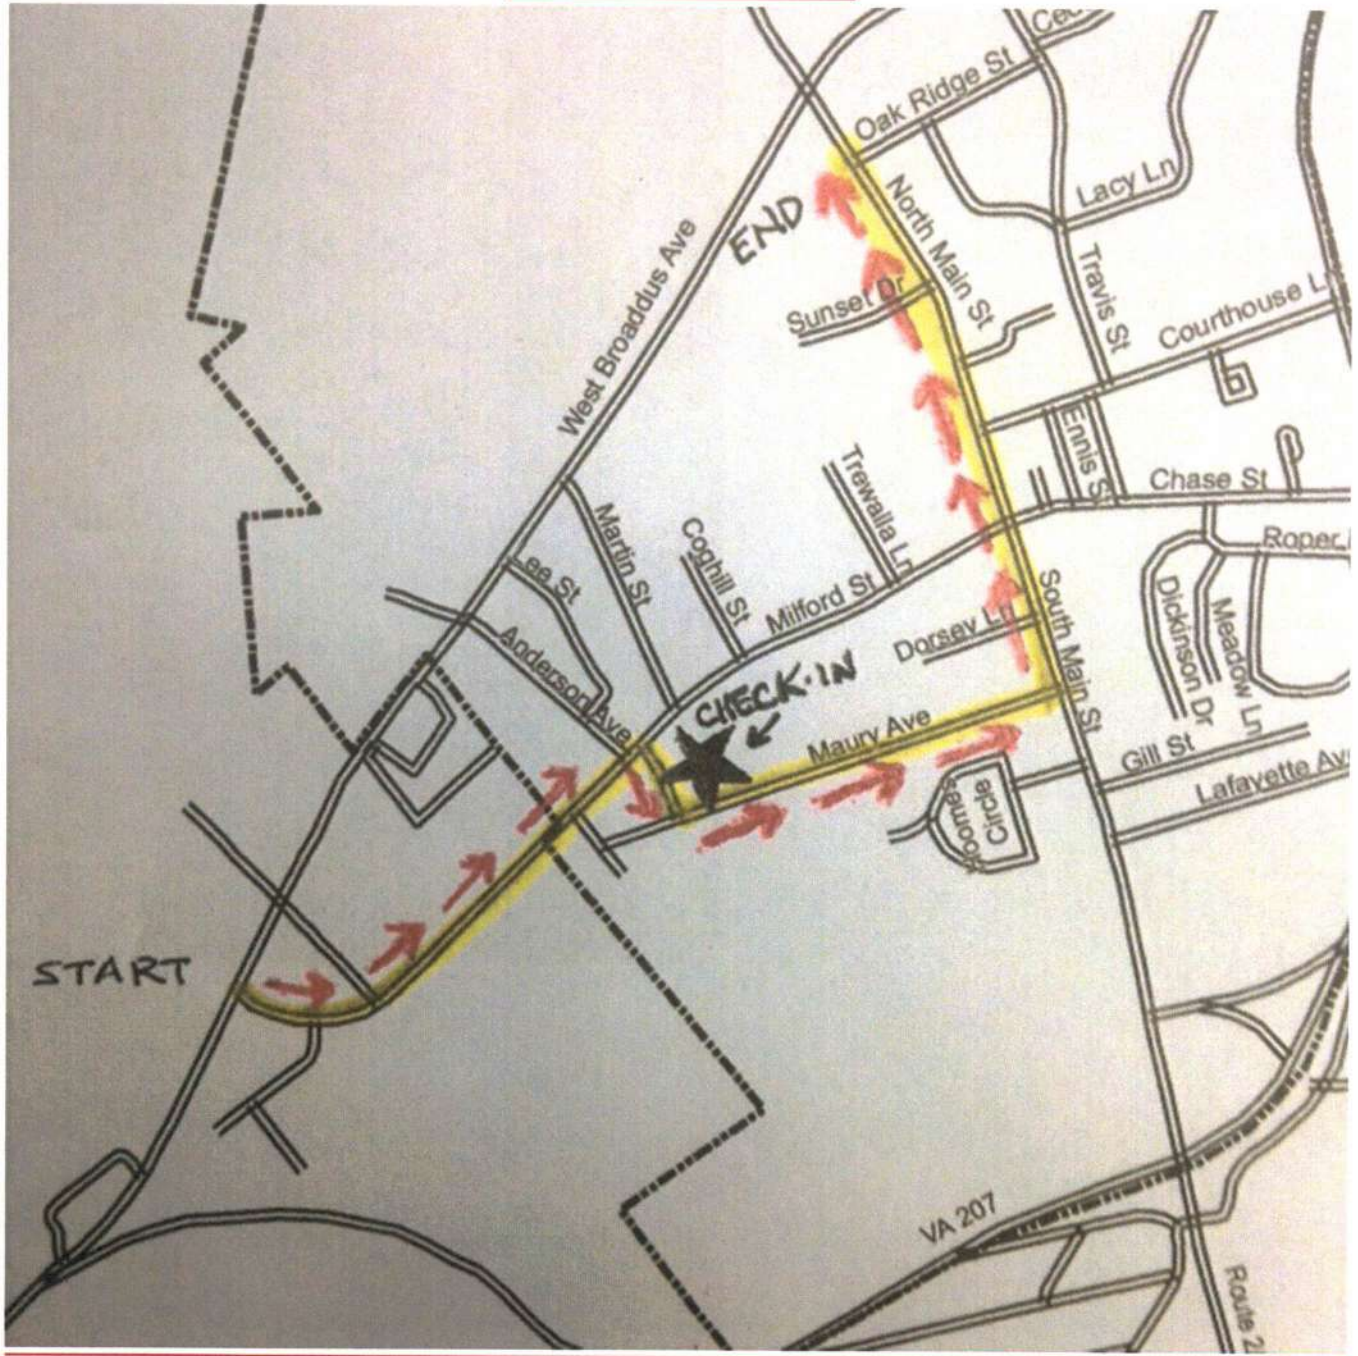 Ced
Oak Ridge St
Lacy Ln
North Main St
END
West Broaddus Ave
Sunset Dr
Travis St
Courthouse L
Ennis S
Chase St
Trewalla Ln
Martin St
Coghill St
Lee St
Milford St
Roper
South Main St
Dickinson Dr
Meadow Ln
Dorsey Ln
Anderson Ave
CHECK-IN
Maury Ave
Gill St
Lafayette Av
Circle
START
VA 207
Route 2